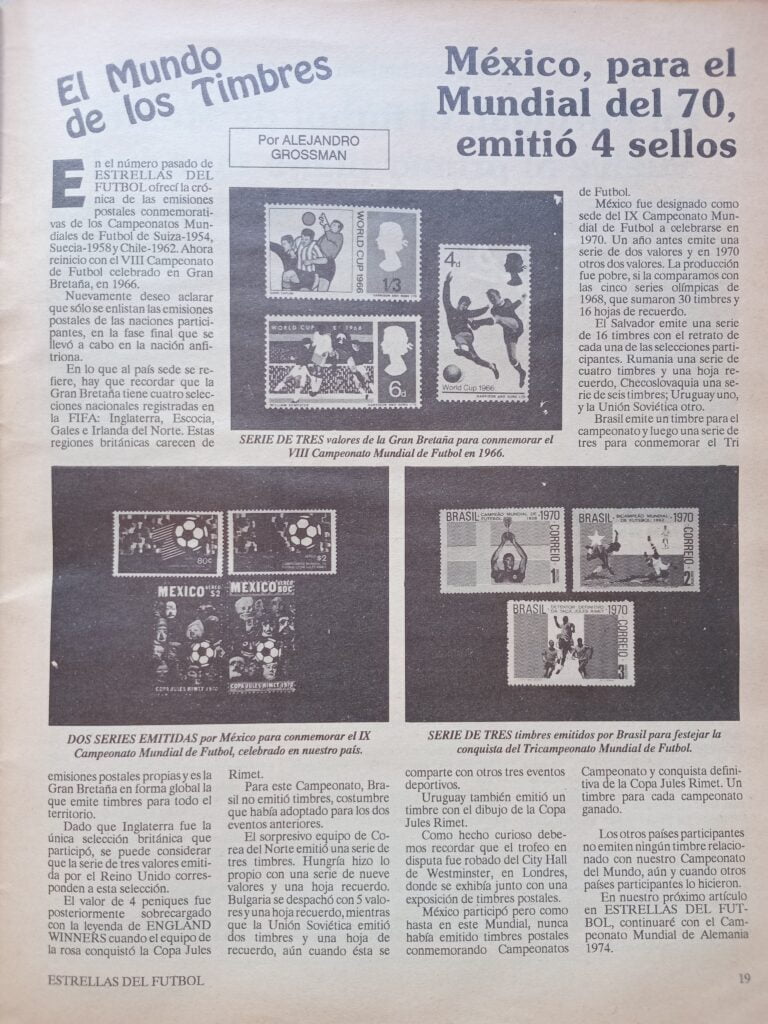 El Mundo
de los Timbres
México, para el
Mundial del 70,
emitió 4 sellos
Por ALEJANDRO
GROSSMAN
En el número pasado de
ESTRELLAS DEL
FUTBOL ofrecí la cró-
nica de las emisiones
postales conmemorati-
vas de los Campeonatos Mun-
diales de Futbol de Suiza-1954,
Suecia-1958 y Chile-1962. Ahora
reinicio con el VIII Campeonato
de Futbol celebrado en Gran
Bretaña, en 1966.
Nuevamente deseo aclarar
que sólo se enlistan las emisiones
postales de las naciones partici-
pantes, en la fase final que se
llevó a cabo en la nación anfi-
triona.
En lo que al país sede se re-
fiere, hay que recordar que la
Gran Bretaña tiene cuatro selec-
ciones nacionales registradas en
la FIFA: Inglaterra, Escocia,
Gales e Irlanda del Norte. Estas
regiones británicas carecen de
WORLD CUP 1966
1/3
4d
World Cup 1966
WORLD CUP 1966
6d
SERIE DE TRES valores de la Gran Bretaña para conmemorar el
VIII Campeonato Mundial de Futbol en 1966.
de Futbol.
México fue designado como
sede del IX Campeonato Mun-
dial de Futbol a celebrarse en
1970. Un año antes emite una
serie de dos valores y en 1970
otros dos valores. La producción
fue pobre, si la comparamos con
las cinco series olímpicas de
1968, que sumaron 30 timbres y
16 hojas de recuerdo.
El Salvador emite una serie
de 16 timbres con el retrato de
cada una de las selecciones parti-
cipantes. Rumania una serie de
cuatro timbres y una hoja re-
cuerdo, Checoslovaquia una se-
rie de seis timbres; Uruguay uno,
y la Unión Soviética otro.
Brasil emite un timbre para el
campeonato y luego una serie de
tres para conmemorar el Tri
80c
$2
MEXICO
$2
MEXICO
80c
COPA JULES RIMET 1970
COPA JULES RIMET 1970
DOS SERIES EMITIDAS por México para conmemorar el IX
Campeonato Mundial de Futbol, celebrado en nuestro país.
BRASIL CAMPEÃO MUNDIAL DE FUTEBOL 1958 1970
CORREIO
BRASIL BICAMPEÃO MUNDIAL DE FUTEBOL 1962 1970
CORREIO
BRASIL DETENTOR DEFINITIVO DA TAÇA JULES RIMET 1970
CORREIO
SERIE DE TRES timbres emitidos por Brasil para festejar la
conquista del Tricampeonato Mundial de Futbol.
emisiones postales propias y es la
Gran Bretaña en forma global la
que emite timbres para todo el
territorio.
Dado que Inglaterra fue la
única selección británica que
participó, se puede considerar
que la serie de tres valores emiti-
da por el Reino Unido corres-
ponden a esta selección.
El valor de 4 peniques fue
posteriormente sobrecargado
con la leyenda de ENGLAND
WINNERS cuando el equipo de
la rosa conquistó la Copa Jules
Rimet.
Para este Campeonato, Bra-
sil no emitió timbres, costumbre
que había adoptado para los dos
eventos anteriores.
El sorpresivo equipo de Co-
rea del Norte emitió una serie de
tres timbres. Hungría hizo lo
propio con una serie de nueve
valores y una hoja recuerdo.
Bulgaria se despachó con 5 valo-
res y una hoja recuerdo, mientras
que la Unión Soviética emitió
dos timbres y una hoja de
recuerdo, aún cuando ésta se
comparte con otros tres eventos
deportivos.
Uruguay también emitió un
timbre con el dibujo de la Copa
Jules Rimet.
Como hecho curioso debe-
mos recordar que el trofeo en
disputa fue robado del City Hall
de Westminster, en Londres,
donde se exhibía junto con una
exposición de timbres postales.
México participó pero como
hasta en este Mundial, nunca
había emitido timbres postales
conmemorando Campeonatos
Campeonato y conquista defini-
tiva de la Copa Jules Rimet. Un
timbre para cada campeonato
ganado.
Los otros países participantes
no emiten ningún timbre relacio-
nado con nuestro Campeonato
del Mundo, aún y cuando otros
países participantes lo hicieron.
En nuestro próximo artículo
en ESTRELLAS DEL FUT-
BOL, continuaré con el Cam-
peonato Mundial de Alemania
1974.
ESTRELLAS DEL FUTBOL
19